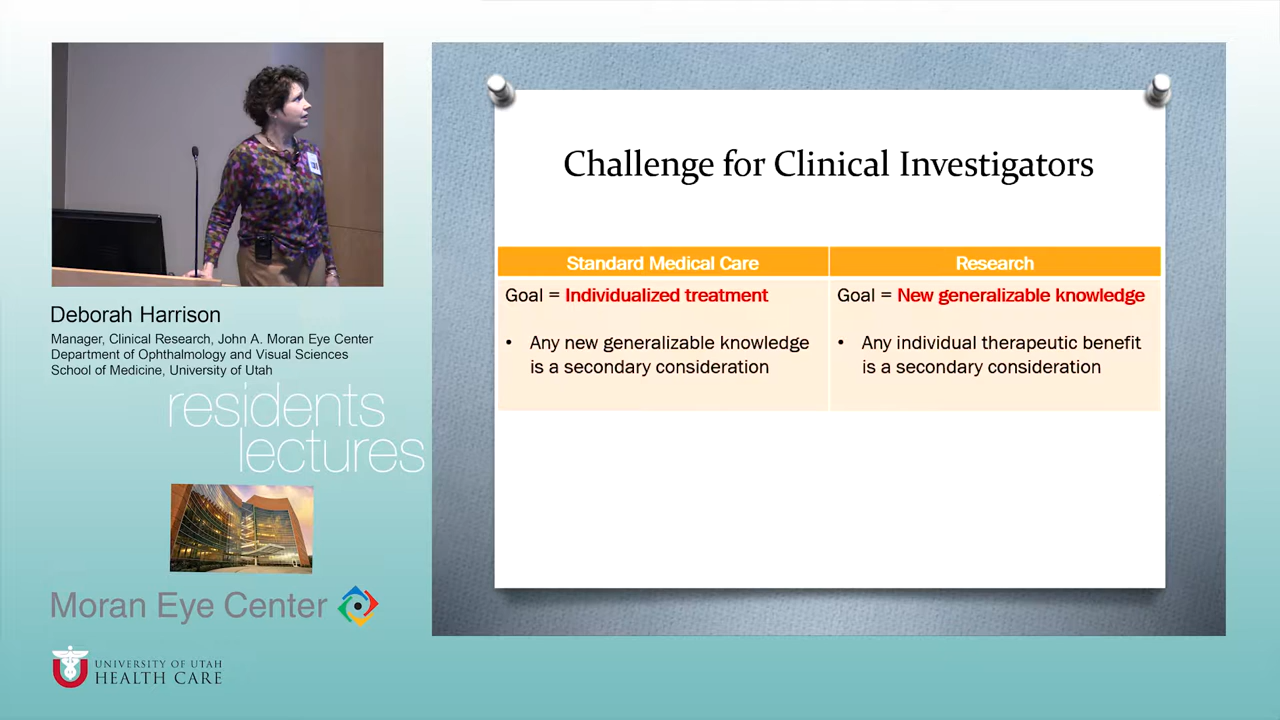 Deborah Harrison
Manager, Clinical Research, John A. Moran Eye Center
Department of Ophthalmology and Visual Sciences
School of Medicine, University of Utah
residents
lectures
Moran Eye Center
UNIVERSITY OF UTAH
HEALTH CARE
Challenge for Clinical Investigators
Standard Medical Care
Goal = Individualized treatment
• Any new generalizable knowledge
is a secondary consideration
Research
Goal = New generalizable knowledge
• Any individual therapeutic benefit
is a secondary consideration